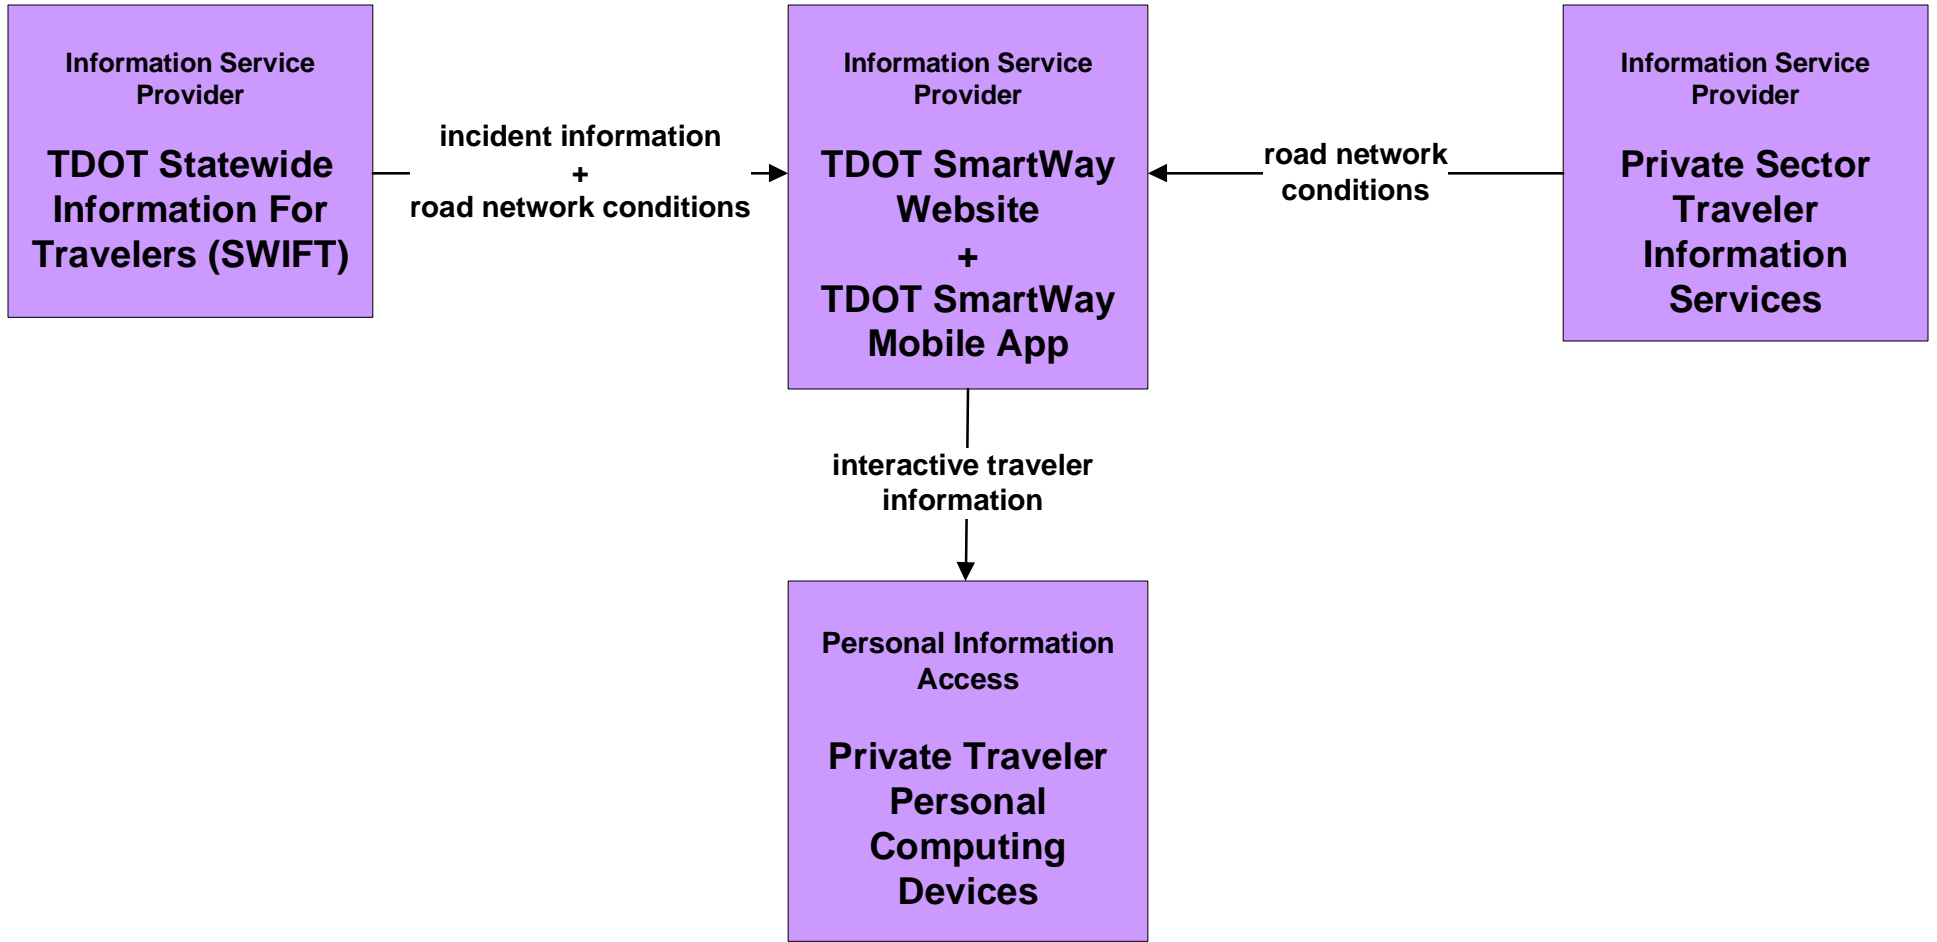 Information Service
Provider
TDOT Statewide
Information For
Travelers (SWIFT)
incident information
+
road network conditions
Information Service
Provider
TDOT SmartWay
Website
+
TDOT SmartWay
Mobile App
road network
conditions
Information Service
Provider
Private Sector
Traveler
Information
Services
interactive traveler
information
Personal Information
Access
Private Traveler
Personal
Computing
Devices